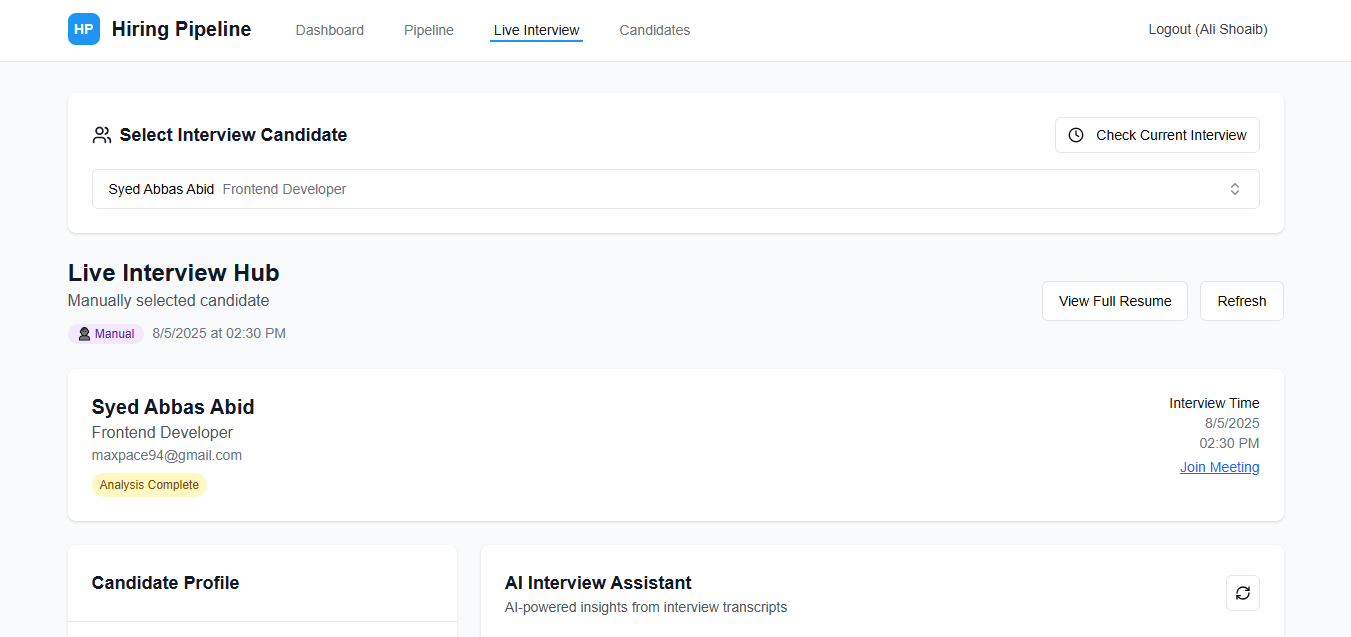 HP Hiring Pipeline Dashboard Pipeline Live Interview Candidates Logout (Ali Shoaib)
Select Interview Candidate Check Current Interview
Syed Abbas Abid Frontend Developer
Live Interview Hub
Manually selected candidate
View Full Resume Refresh
Manual 8/5/2025 at 02:30 PM
Syed Abbas Abid
Frontend Developer
maxpace94@gmail.com
Analysis Complete
Interview Time
8/5/2025
02:30 PM
Join Meeting
Candidate Profile
AI Interview Assistant
AI-powered insights from interview transcripts